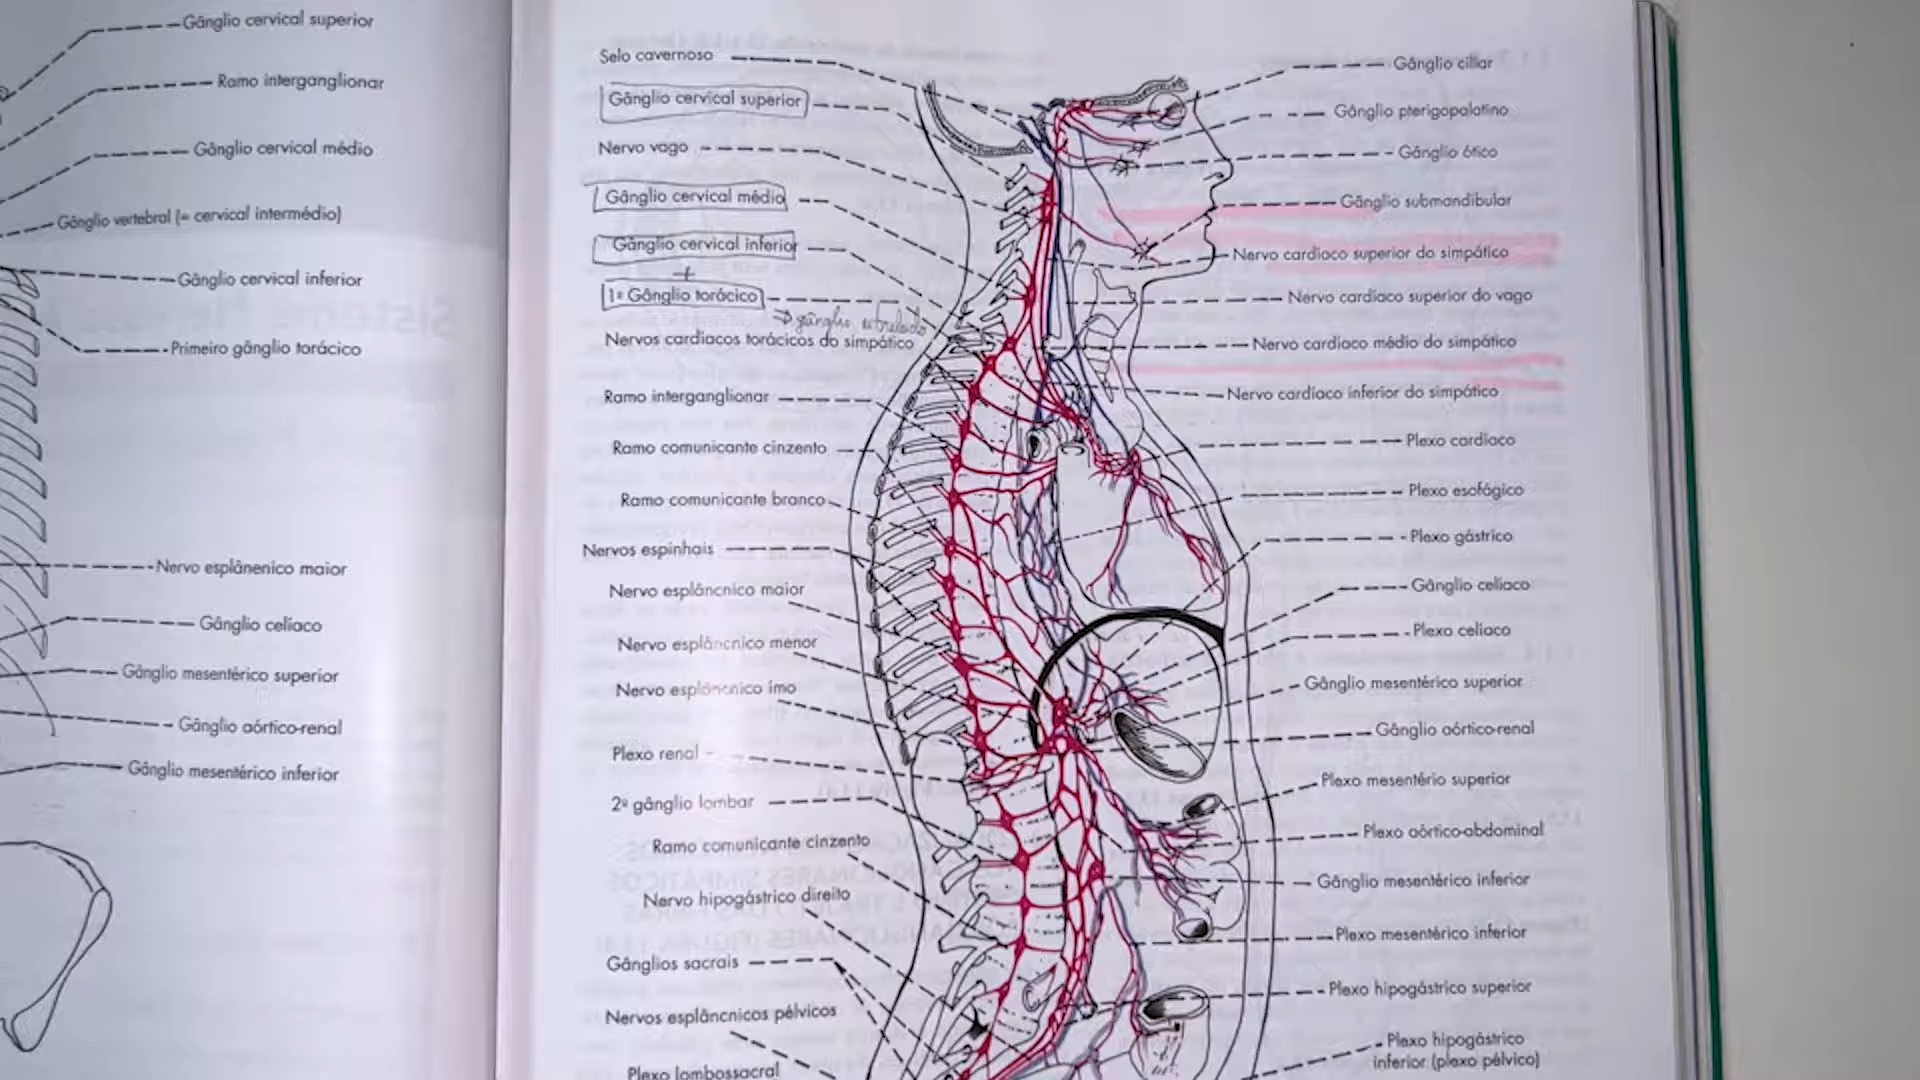 Gânglio cervical superior
Ramo interganglionar
Gânglio cervical médio
Gânglio vertebral (= cervical intermédio)
Gânglio cervical inferior
Primeiro gânglio torácico
Nervo esplânenico maior
Gânglio celíaco
Gânglio mesentérico superior
Gânglio aórtico-renal
Gânglio mesentérico inferior
Selo cavernoso
Gânglio cervical superior
Nervo vago
Gânglio cervical médio
Gânglio cervical inferior
+
1º Gânglio torácico
⇒ gânglio estrelado
Nervos cardíacos torácicos do simpático
Ramo interganglionar
Ramo comunicante cinzento
Ramo comunicante branco
Nervos espinhais
Nervo esplâncnico maior
Nervo esplâncnico menor
Nervo esplâncnico imo
Plexo renal
2º gânglio lombar
Ramo comunicante cinzento
Nervo hipogástrico direito
Gânglios sacrais
Nervos esplâncnicos pélvicos
Plexo lombossacral
Gânglio ciliar
Gânglio pterigopalatino
Gânglio ótico
Gânglio submandibular
Nervo cardíaco superior do simpático
Nervo cardíaco superior do vago
Nervo cardíaco médio do simpático
Nervo cardíaco inferior do simpático
Plexo cardíaco
Plexo esofágico
Plexo gástrico
Gânglio celíaco
Plexo celíaco
Gânglio mesentérico superior
Gânglio aórtico-renal
Plexo mesentério superior
Plexo aórtico-abdominal
Gânglio mesentérico inferior
Plexo mesentérico inferior
Plexo hipogástrico superior
Plexo hipogástrico
inferior (plexo pélvico)